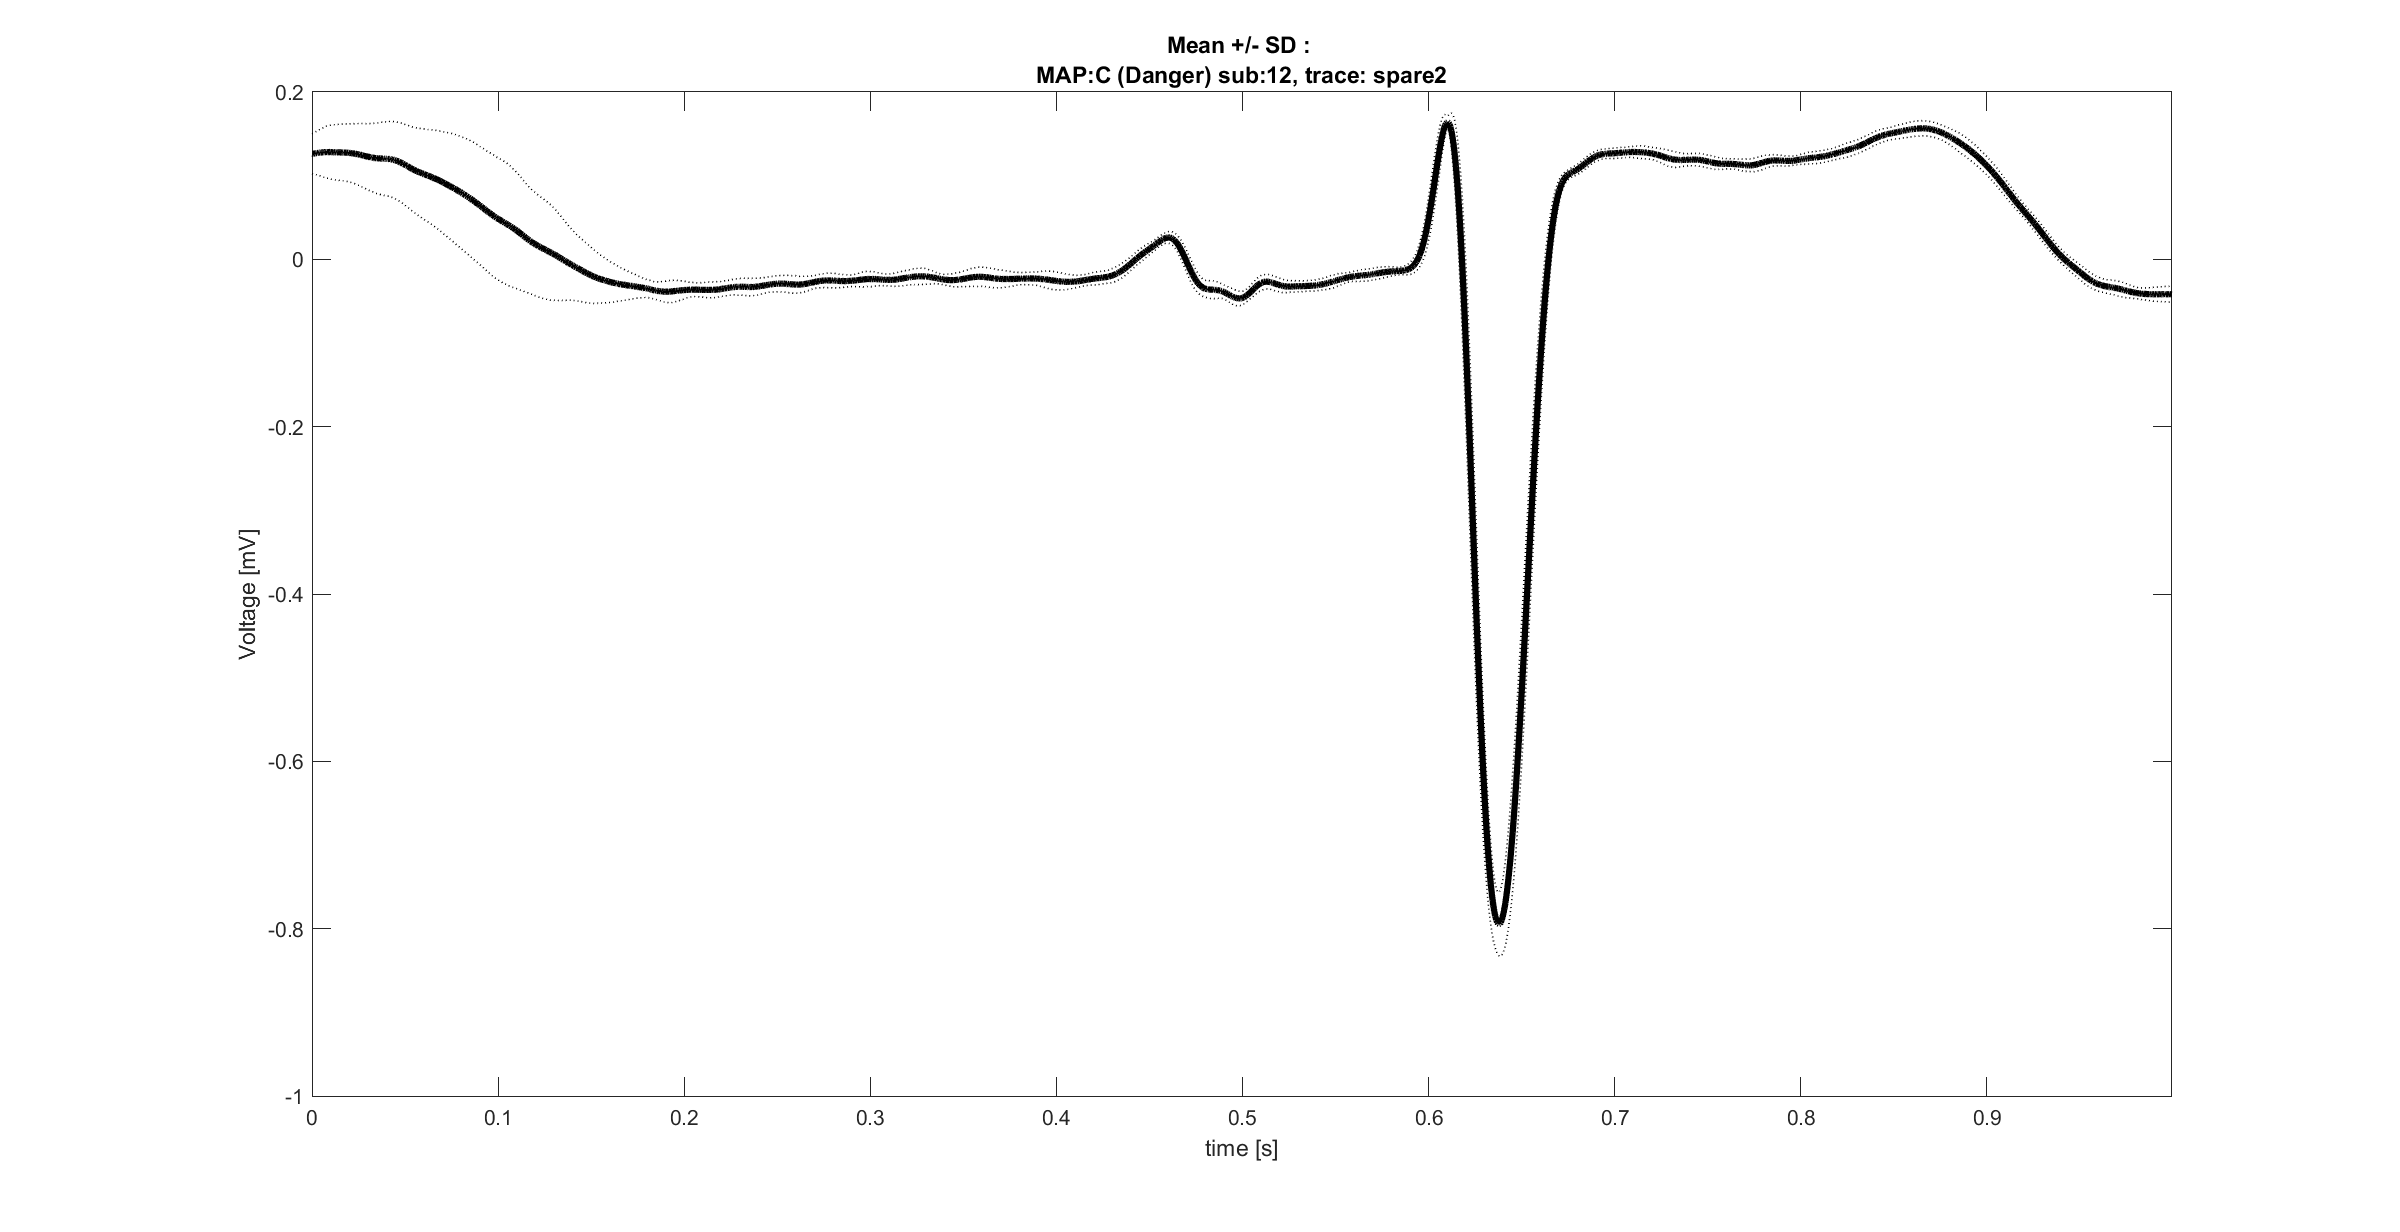 Mean +/- SD :
MAP:C (Danger) sub:12, trace: spare2
0.2
0
-0.2
-0.4
-0.6
-0.8
-1
Voltage [mV]
0 0.1 0.2 0.3 0.4 0.5 0.6 0.7 0.8 0.9
time [s]